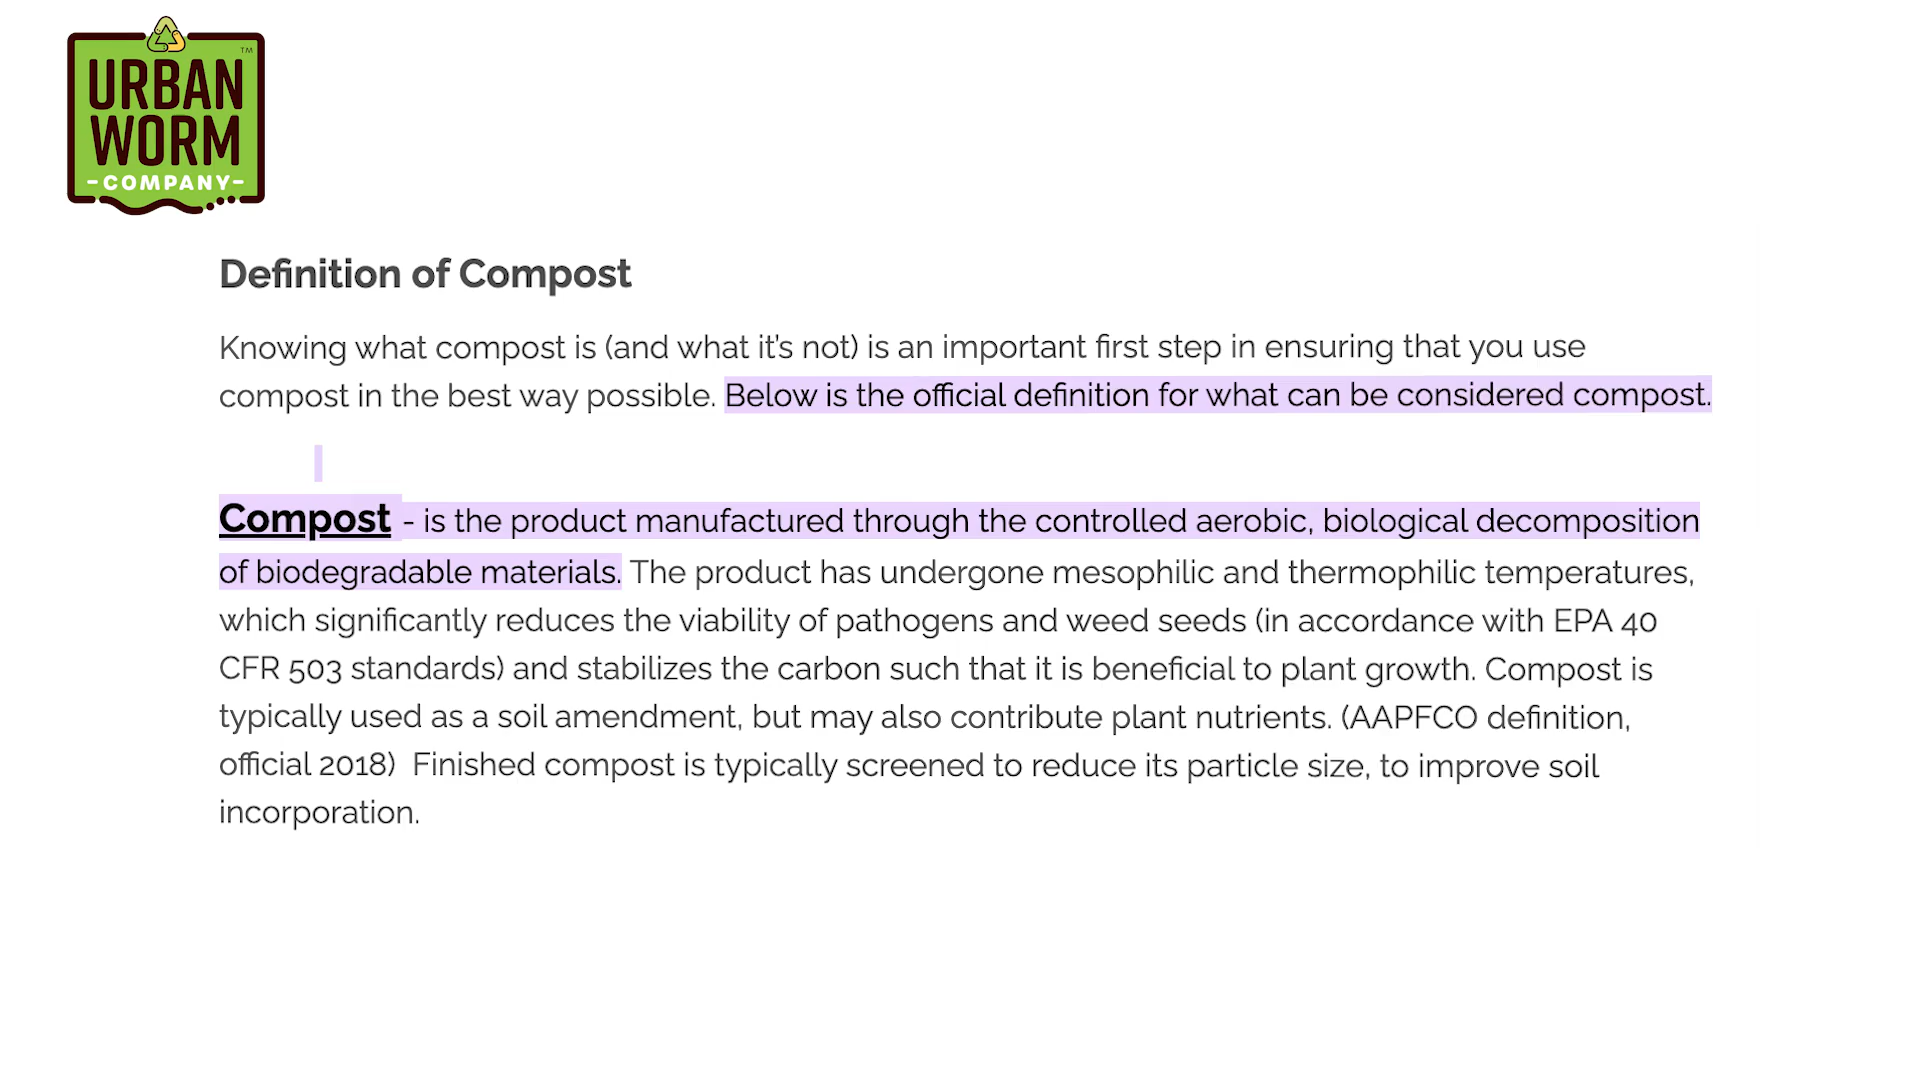 URBAN
WORM
-COMPANY-
™
Definition of Compost
Knowing what compost is (and what it's not) is an important first step in ensuring that you use
compost in the best way possible. Below is the official definition for what can be considered compost.
Compost - is the product manufactured through the controlled aerobic, biological decomposition
of biodegradable materials. The product has undergone mesophilic and thermophilic temperatures,
which significantly reduces the viability of pathogens and weed seeds (in accordance with EPA 40
CFR 503 standards) and stabilizes the carbon such that it is beneficial to plant growth. Compost is
typically used as a soil amendment, but may also contribute plant nutrients. (AAPFCO definition,
official 2018)  Finished compost is typically screened to reduce its particle size, to improve soil
incorporation.